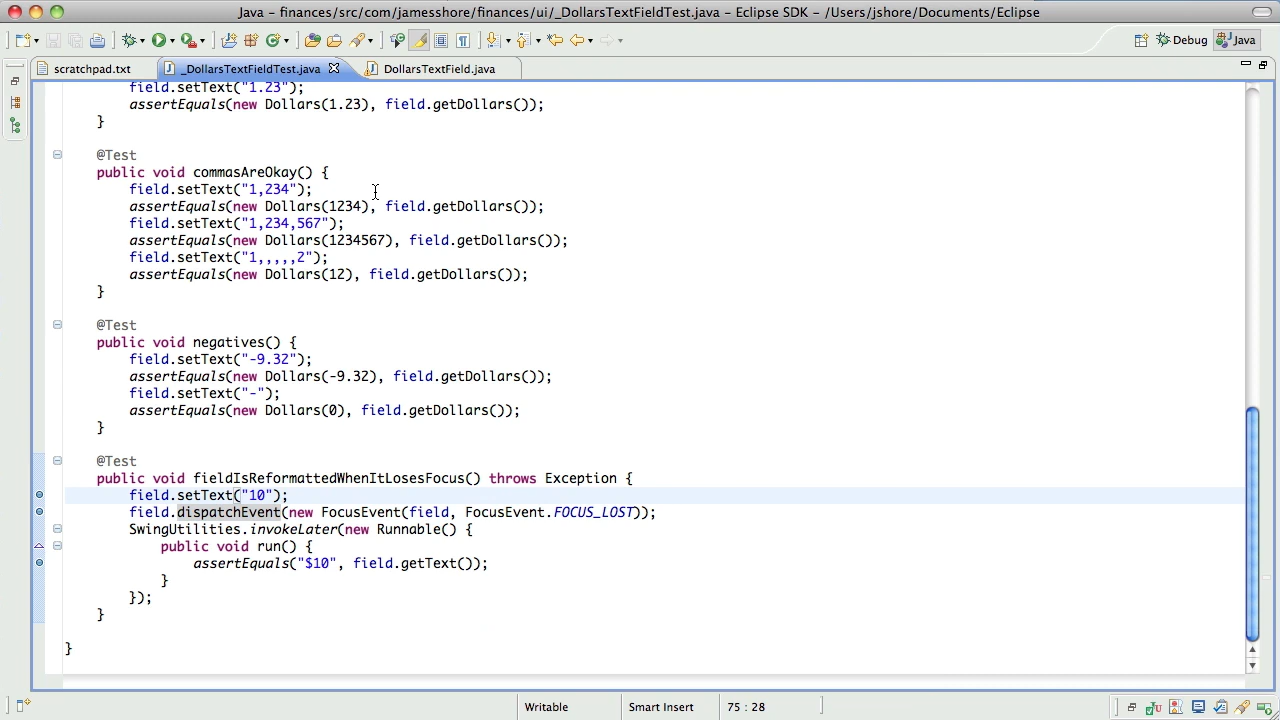 Java - finances/src/com/jamesshore/finances/ui/_DollarsTextFieldTest.java - Eclipse SDK - /Users/jshore/Documents/Eclipse
Debug
Java
scratchpad.txt
_DollarsTextFieldTest.java
DollarsTextField.java
field.setText("1.23");
assertEquals(new Dollars(1.23), field.getDollars());
}
@Test
public void commasAreOkay() {
field.setText("1,234");
assertEquals(new Dollars(1234), field.getDollars());
field.setText("1,234,567");
assertEquals(new Dollars(1234567), field.getDollars());
field.setText("1,,,,,2");
assertEquals(new Dollars(12), field.getDollars());
}
@Test
public void negatives() {
field.setText("-9.32");
assertEquals(new Dollars(-9.32), field.getDollars());
field.setText("-");
assertEquals(new Dollars(0), field.getDollars());
}
@Test
public void fieldIsReformattedWhenItLosesFocus() throws Exception {
field.setText("10");
field.dispatchEvent(new FocusEvent(field, FocusEvent.FOCUS_LOST));
SwingUtilities.invokeLater(new Runnable() {
public void run() {
assertEquals("$10", field.getText());
}
});
}
}
Writable
Smart Insert
75 : 28